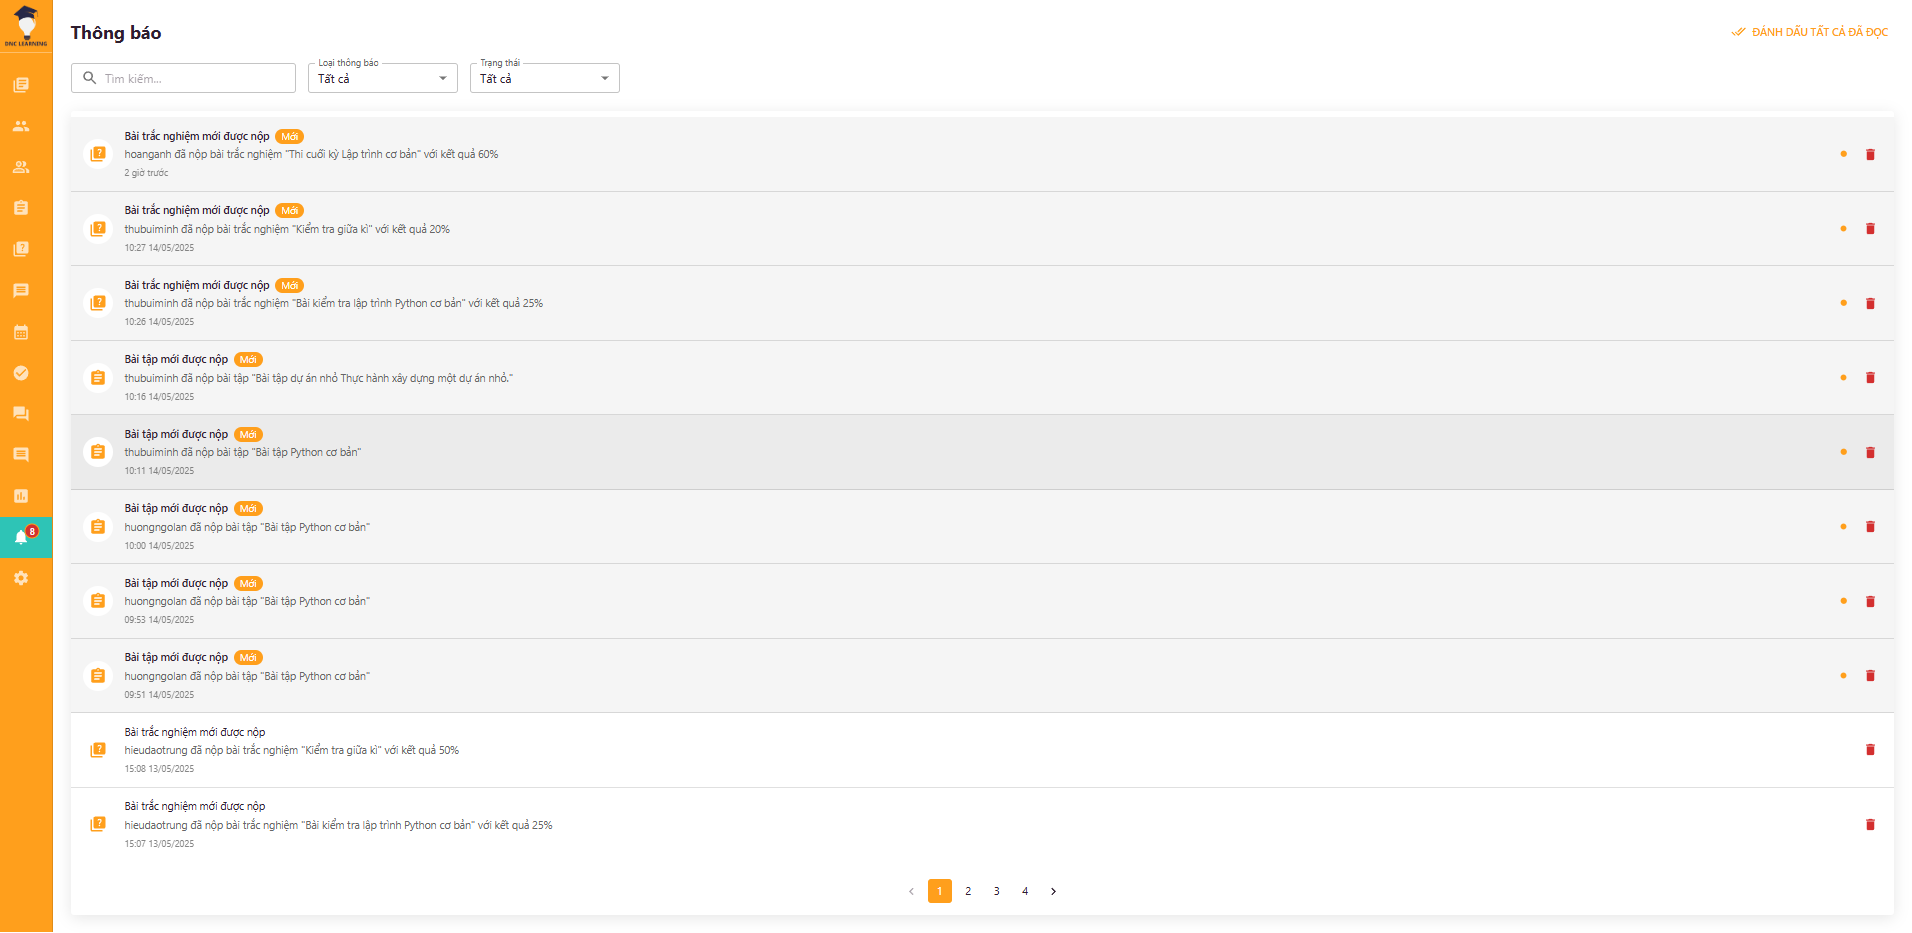 DNC LEARNING
Thông báo
ĐÁNH DẤU TẤT CẢ ĐÃ ĐỌC
Tìm kiếm...
Loại thông báo
Tất cả
Trạng thái
Tất cả
Bài trắc nghiệm mới được nộp Mới
hoanganh đã nộp bài trắc nghiệm "Thi cuối kỳ Lập trình cơ bản" với kết quả 60%
2 giờ trước
Bài trắc nghiệm mới được nộp Mới
thubuiminh đã nộp bài trắc nghiệm "Kiểm tra giữa kì" với kết quả 20%
10:27 14/05/2025
Bài trắc nghiệm mới được nộp Mới
thubuiminh đã nộp bài trắc nghiệm "Bài kiểm tra lập trình Python cơ bản" với kết quả 25%
10:26 14/05/2025
Bài tập mới được nộp Mới
thubuiminh đã nộp bài tập "Bài tập dự án nhỏ Thực hành xây dựng một dự án nhỏ."
10:16 14/05/2025
Bài tập mới được nộp Mới
thubuiminh đã nộp bài tập "Bài tập Python cơ bản"
10:11 14/05/2025
Bài tập mới được nộp Mới
huongngolan đã nộp bài tập "Bài tập Python cơ bản"
10:00 14/05/2025
Bài tập mới được nộp Mới
huongngolan đã nộp bài tập "Bài tập Python cơ bản"
09:53 14/05/2025
8
Bài tập mới được nộp Mới
huongngolan đã nộp bài tập "Bài tập Python cơ bản"
09:51 14/05/2025
Bài trắc nghiệm mới được nộp
hieudaotrung đã nộp bài trắc nghiệm "Kiểm tra giữa kì" với kết quả 50%
15:08 13/05/2025
Bài trắc nghiệm mới được nộp
hieudaotrung đã nộp bài trắc nghiệm "Bài kiểm tra lập trình Python cơ bản" với kết quả 25%
15:07 13/05/2025
1 2 3 4